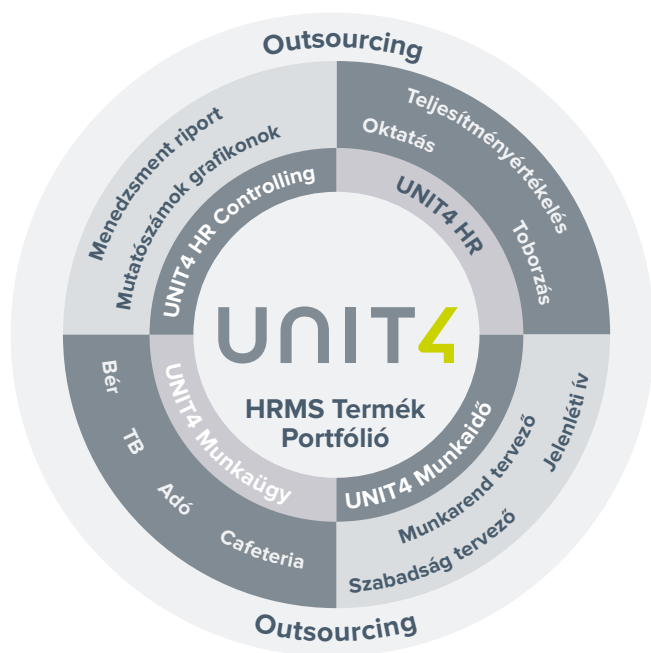 Outsourcing
Menedzsment riport
Mutatószámok grafikonok
UNIT4 HR Controlling
Teljesítményértékelés
Oktatás
Toborzás
UNIT4 HR
UNIT4
HRMS Termék
Portfólió
Bér
TB
Adó
Cafeteria
UNIT4 Munkaügy
UNIT4 Munkaidő
Munkarend tervező
Szabadság tervező
Jelenléti ív
Outsourcing